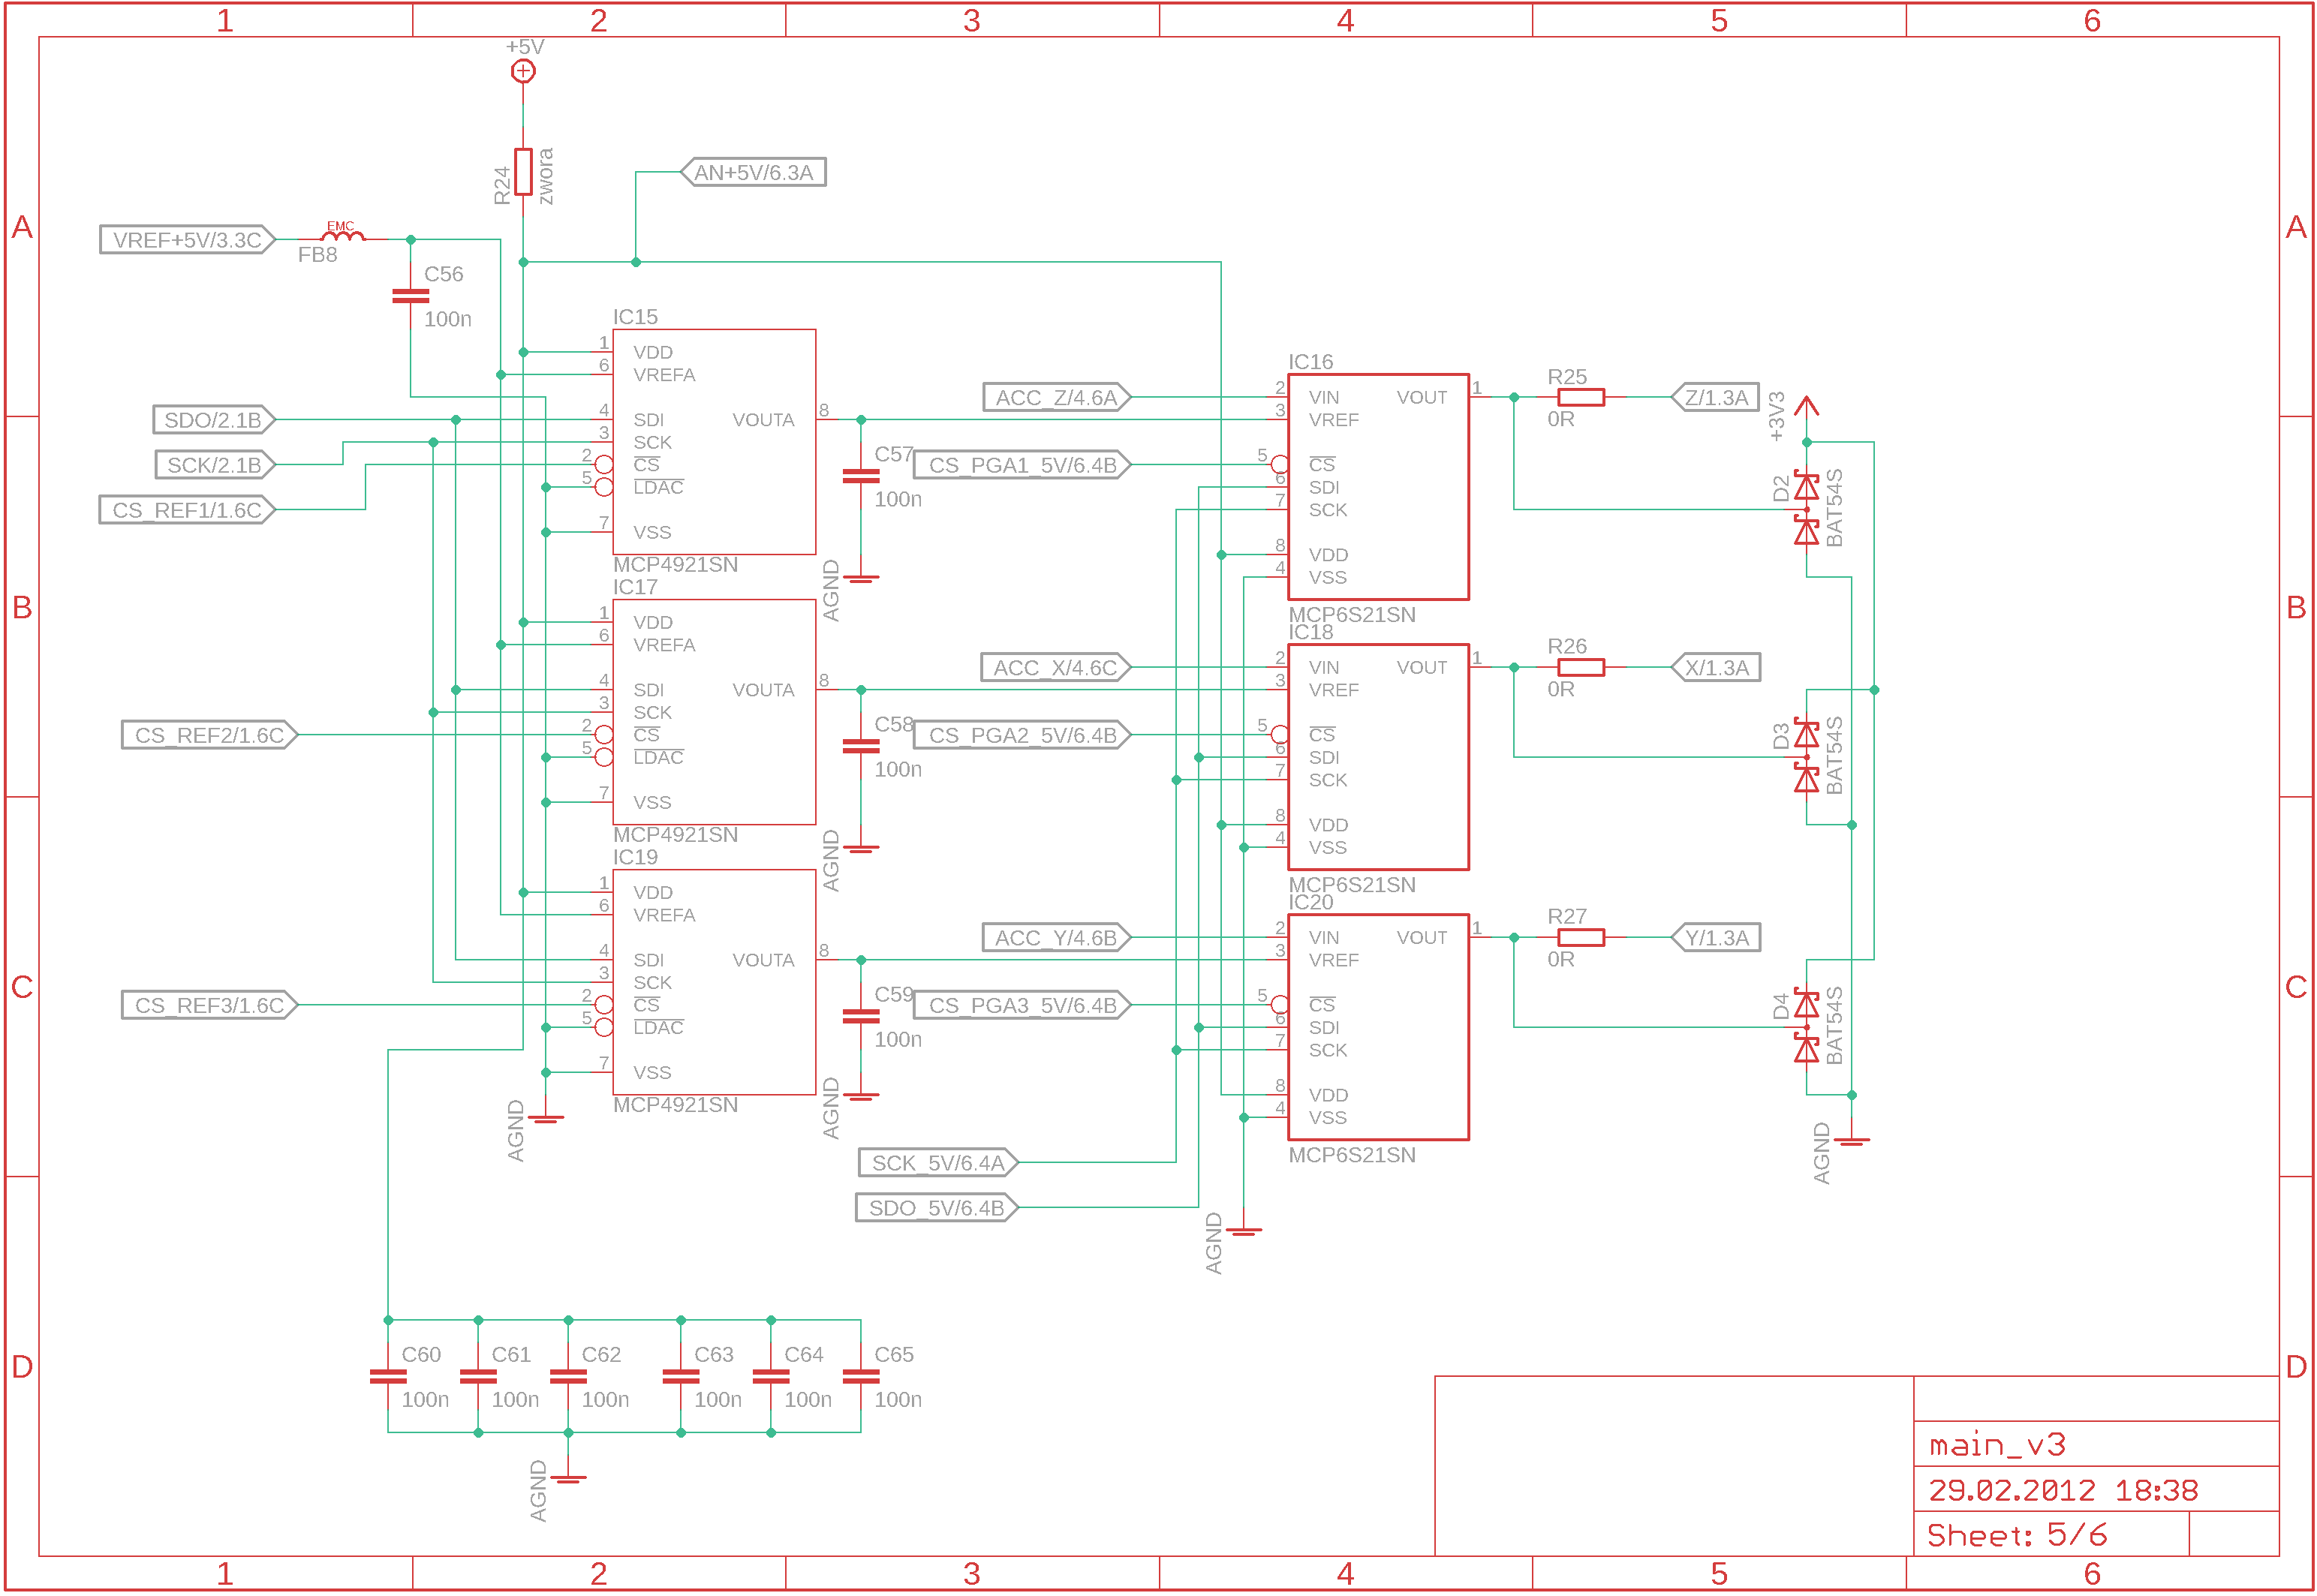 1 2 3 4 5 6
+5V
R24
zwora
AN+5V/6.3A
A A
VREF+5V/3.3C
EMC
FB8
C56
100n
IC15
1 VDD
6 VREFA
4 SDI VOUTA 8
3 SCK
2 CS
5 LDAC
7 VSS
MCP4921SN
SDO/2.1B
SCK/2.1B
CS_REF1/1.6C
C57
100n
AGND
ACC_Z/4.6A
CS_PGA1_5V/6.4B
IC16
2 VIN VOUT 1
3 VREF
5 CS
6 SDI
7 SCK
8 VDD
4 VSS
MCP6S21SN
R25
0R
Z/1.3A
+3V3
D2
BAT54S
B B
IC17
1 VDD
6 VREFA
4 SDI VOUTA 8
3 SCK
2 CS
5 LDAC
7 VSS
MCP4921SN
CS_REF2/1.6C
C58
100n
AGND
ACC_X/4.6C
CS_PGA2_5V/6.4B
IC18
2 VIN VOUT 1
3 VREF
5 CS
6 SDI
7 SCK
8 VDD
4 VSS
MCP6S21SN
R26
0R
X/1.3A
D3
BAT54S
IC19
1 VDD
6 VREFA
4 SDI VOUTA 8
3 SCK
2 CS
5 LDAC
7 VSS
MCP4921SN
C C
CS_REF3/1.6C
AGND
C59
100n
AGND
ACC_Y/4.6B
CS_PGA3_5V/6.4B
IC20
2 VIN VOUT 1
3 VREF
5 CS
6 SDI
7 SCK
8 VDD
4 VSS
MCP6S21SN
R27
0R
Y/1.3A
D4
BAT54S
AGND
SCK_5V/6.4A
SDO_5V/6.4B
AGND
D D
C60 C61 C62 C63 C64 C65
100n 100n 100n 100n 100n 100n
AGND
main_v3
29.02.2012 18:38
Sheet: 5/6
1 2 3 4 5 6